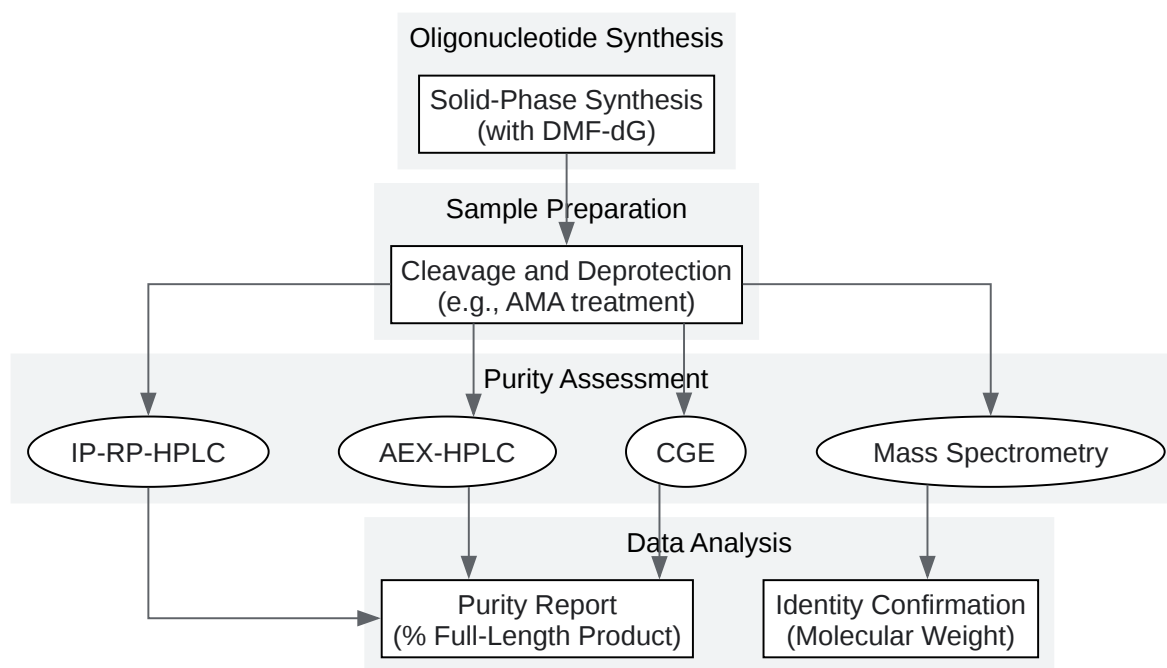 Oligonucleotide Synthesis
Solid-Phase Synthesis
(with DMF-dG)
Sample Preparation
Cleavage and Deprotection
(e.g., AMA treatment)
Purity Assessment
IP-RP-HPLC
AEX-HPLC
CGE
Mass Spectrometry
Data Analysis
Purity Report
(% Full-Length Product)
Identity Confirmation
(Molecular Weight)